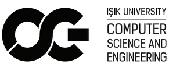 IŞIK UNIVERSITY
COMPUTER
SCIENCE AND
ENGINEERING